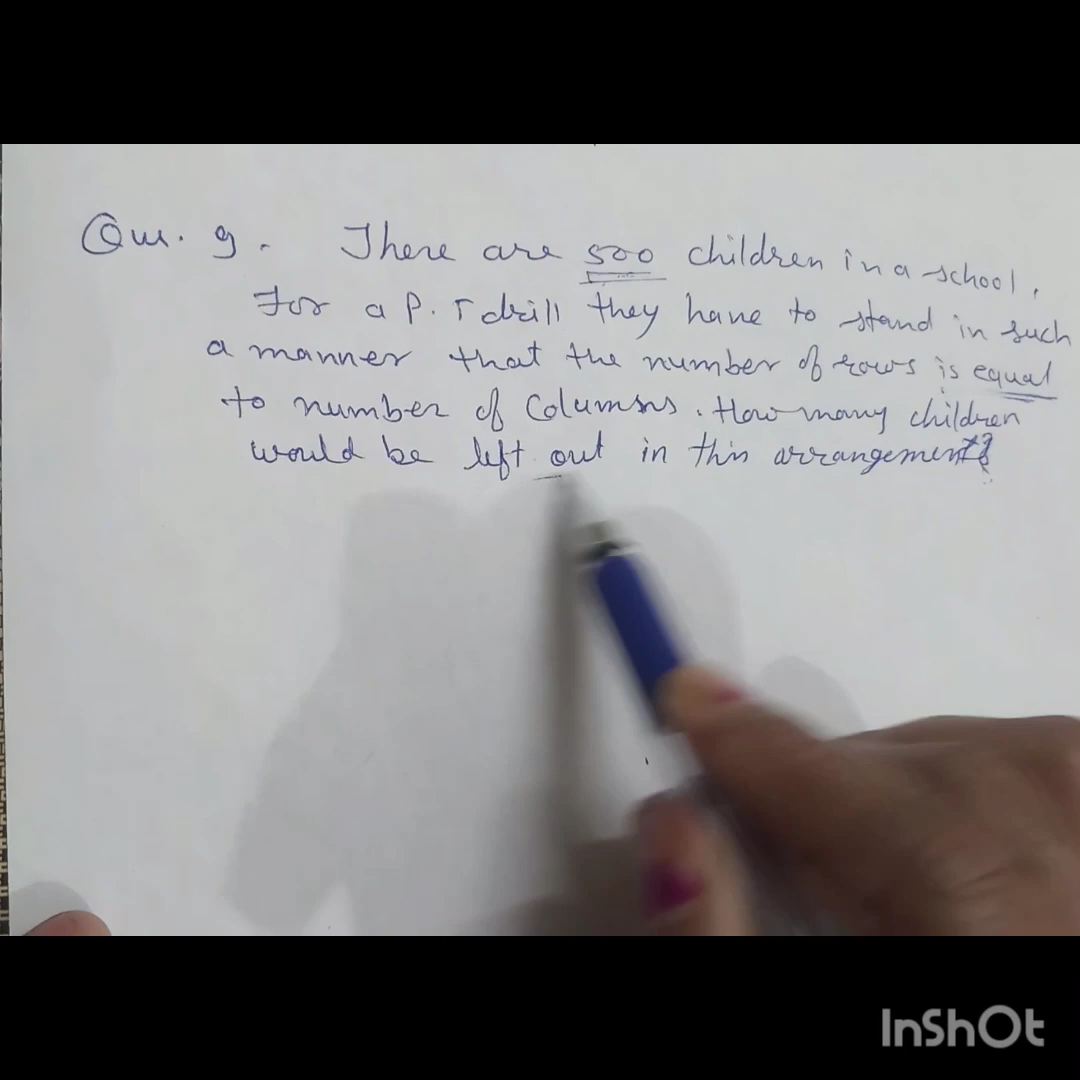 Que. 9. There are 500 children in a school.
For a P.T drill they have to stand in such
a manner that the number of rows is equal
to number of Columns. How many children
would be left out in this arrangement?
InShOt